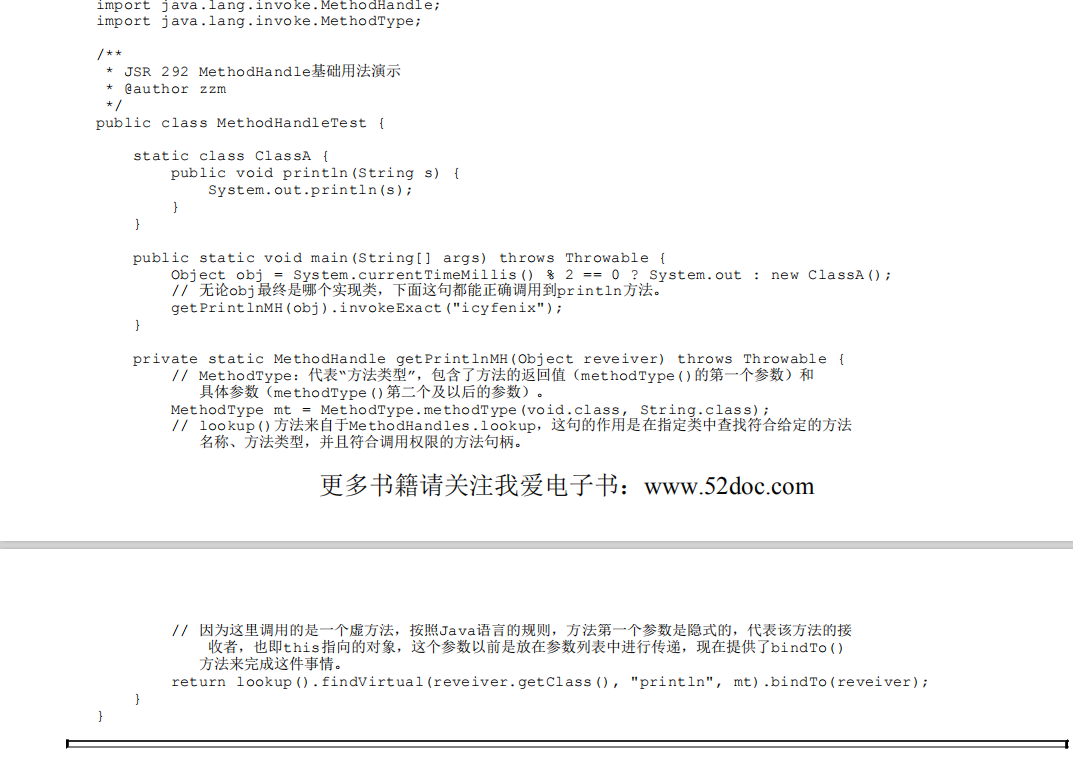 import java.lang.invoke.MethodHandle;
import java.lang.invoke.MethodType;
/**
 * JSR 292 MethodHandle基础用法演示
 * @author zzm
 */
public class MethodHandleTest {
    static class ClassA {
        public void println(String s) {
            System.out.println(s);
        }
    }
    public static void main(String[] args) throws Throwable {
        Object obj = System.currentTimeMillis() % 2 == 0 ? System.out : new ClassA();
        // 无论obj最终是哪个实现类，下面这句都能正确调用到println方法。
        getPrintlnMH(obj).invokeExact("icyfenix");
    }
    private static MethodHandle getPrintlnMH(Object reveiver) throws Throwable {
        // MethodType：代表“方法类型”，包含了方法的返回值（methodType()的第一个参数）和
           具体参数（methodType()第二个及以后的参数）。
        MethodType mt = MethodType.methodType(void.class, String.class);
        // lookup()方法来自于MethodHandles.lookup，这句的作用是在指定类中查找符合给定的方法
           名称、方法类型，并且符合调用权限的方法句柄。
更多书籍请关注我爱电子书：www.52doc.com
        // 因为这里调用的是一个虚方法，按照Java语言的规则，方法第一个参数是隐式的，代表该方法的接
            收者，也即this指向的对象，这个参数以前是放在参数列表中进行传递，现在提供了bindTo()
           方法来完成这件事情。
        return lookup().findVirtual(reveiver.getClass(), "println", mt).bindTo(reveiver);
    }
}